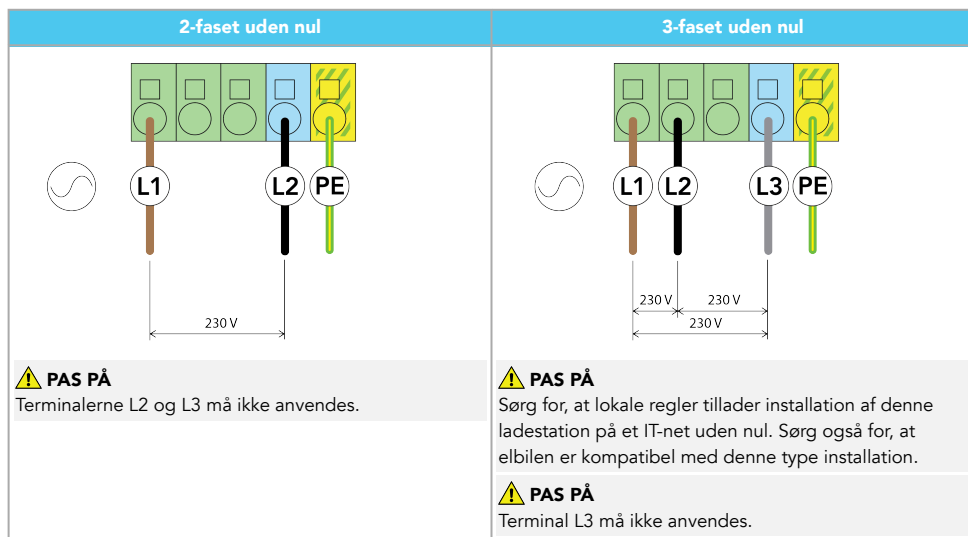 2-faset uden nul
L1
L2
PE
230 V
PAS PÅ
Terminalerne L2 og L3 må ikke anvendes.
3-faset uden nul
L1
L2
L3
PE
230 V
230 V
230 V
PAS PÅ
Sørg for, at lokale regler tillader installation af denne
ladestation på et IT-net uden nul. Sørg også for, at
elbilen er kompatibel med denne type installation.
PAS PÅ
Terminal L3 må ikke anvendes.